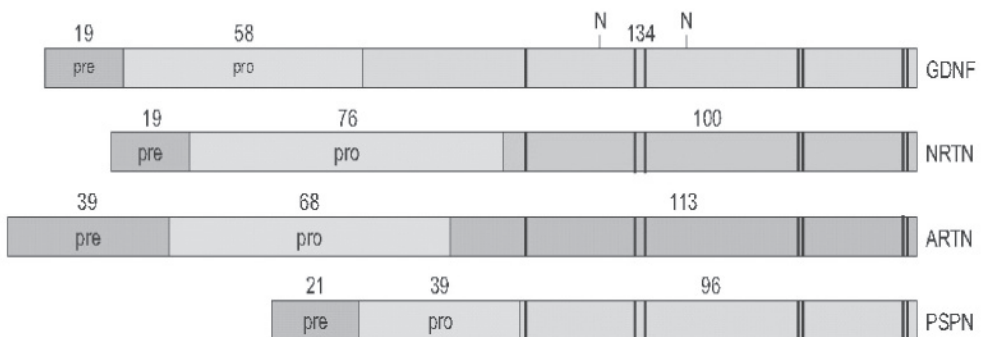 19 58 N 134 N
pre pro GDNF
19 76 100
pre pro NRTN
39 68 113
pre pro ARTN
21 39 96
pre pro PSPN